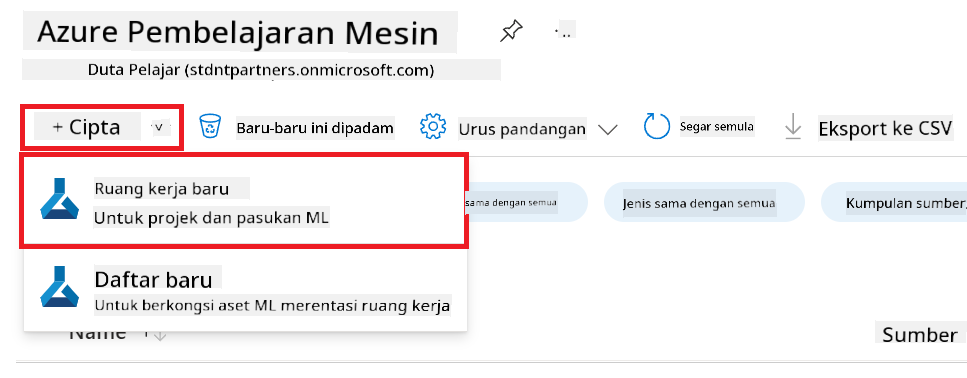 Azure Pembelajaran Mesin
Duta Pelajar (stdntpartners.onmicrosoft.com)
+ Cipta
Baru-baru ini dipadam
Urus pandangan
Segar semula
Eksport ke CSV
Ruang kerja baru
Untuk projek dan pasukan ML
sama dengan semua
Jenis sama dengan semua
Kumpulan sumber
Daftar baru
Untuk berkongsi aset ML merentasi ruang kerja
Name
Sumber